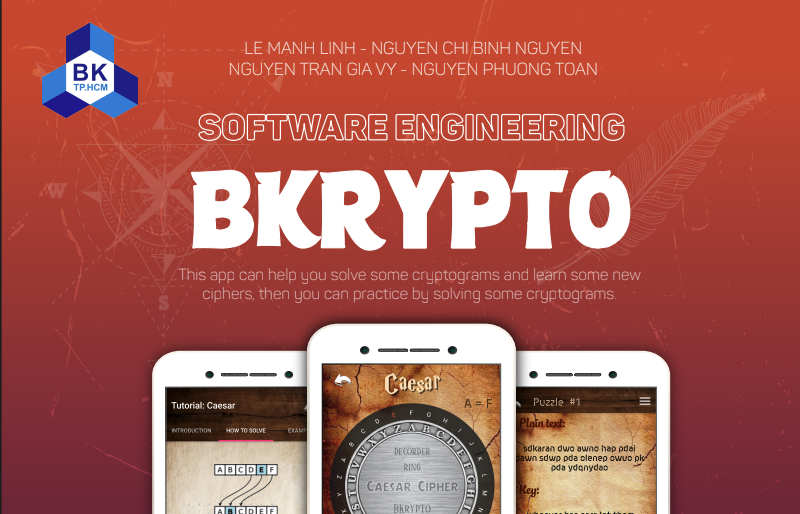 BK
TP.HCM
LE MANH LINH - NGUYEN CHI BINH NGUYEN
NGUYEN TRAN GIA VY - NGUYEN PHUONG TOAN
N
W
S
SOFTWARE ENGINEERING
BKRYPTO
This app can help you solve some cryptograms and learn some new
ciphers, then you can practice by solving some cryptograms.
Tutorial: Caesar
INTRODUCTION HOW TO SOLVE
A B C D E F
A B C D E F
Caesar
A = F
DECORDER
RING
CAESAR CIPHER
BKRYPTO
Puzzle #1
Plain text:
sdkaran dwo awno hap pdai
dawn sdwp pda olenep owuo pk
pda ydqnydao
Key: